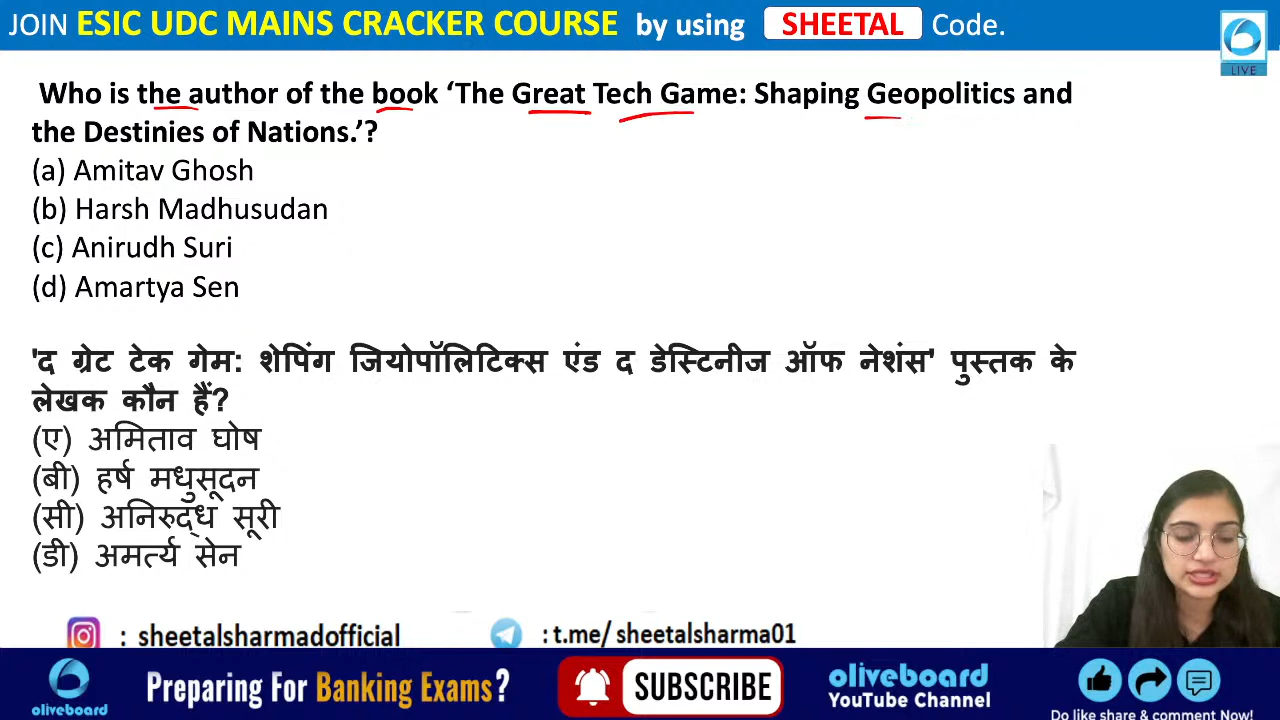 JOIN ESIC UDC MAINS CRACKER COURSE by using SHEETAL Code.
LIVE
Who is the author of the book ‘The Great Tech Game: Shaping Geopolitics and
the Destinies of Nations.’?
(a) Amitav Ghosh
(b) Harsh Madhusudan
(c) Anirudh Suri
(d) Amartya Sen
'द ग्रेट टेक गेम: शेपिंग जियोपॉलिटिक्स एंड द डेस्टिनीज ऑफ नेशंस' पुस्तक के
लेखक कौन हैं?
(ए) अमिताव घोष
(बी) हर्ष मधुसूदन
(सी) अनिरुद्ध सूरी
(डी) अमर्त्य सेन
: sheetalsharmadofficial
: t.me/ sheetalsharma01
oliveboard
Preparing For Banking Exams?
SUBSCRIBE
oliveboard
YouTube Channel
Do like share & comment Now!